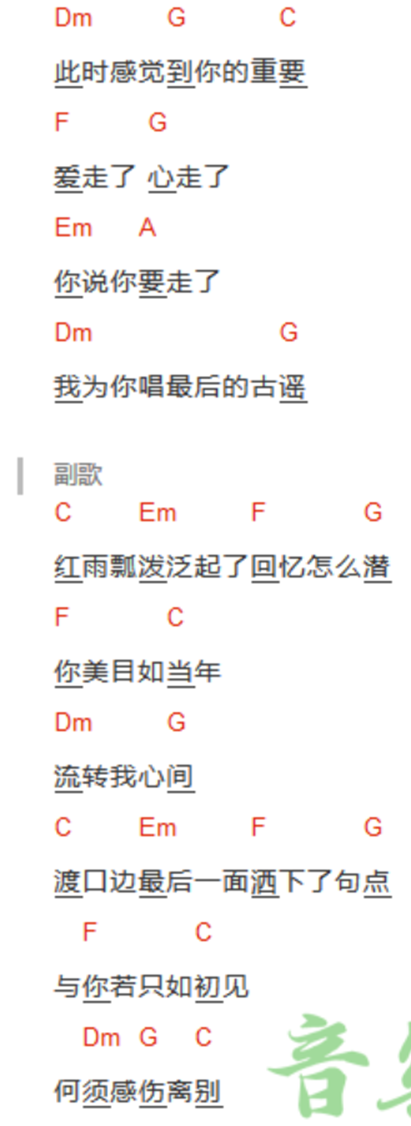 Dm G C
此时感觉到你的重要
F G
爱走了 心走了
Em A
你说你要走了
Dm G
我为你唱最后的古谣
副歌
C Em F G
红雨瓢泼泛起了回忆怎么潜
F C
你美目如当年
Dm G
流转我心间
C Em F G
渡口边最后一面洒下了句点
F C
与你若只如初见
Dm G C
何须感伤离别
音